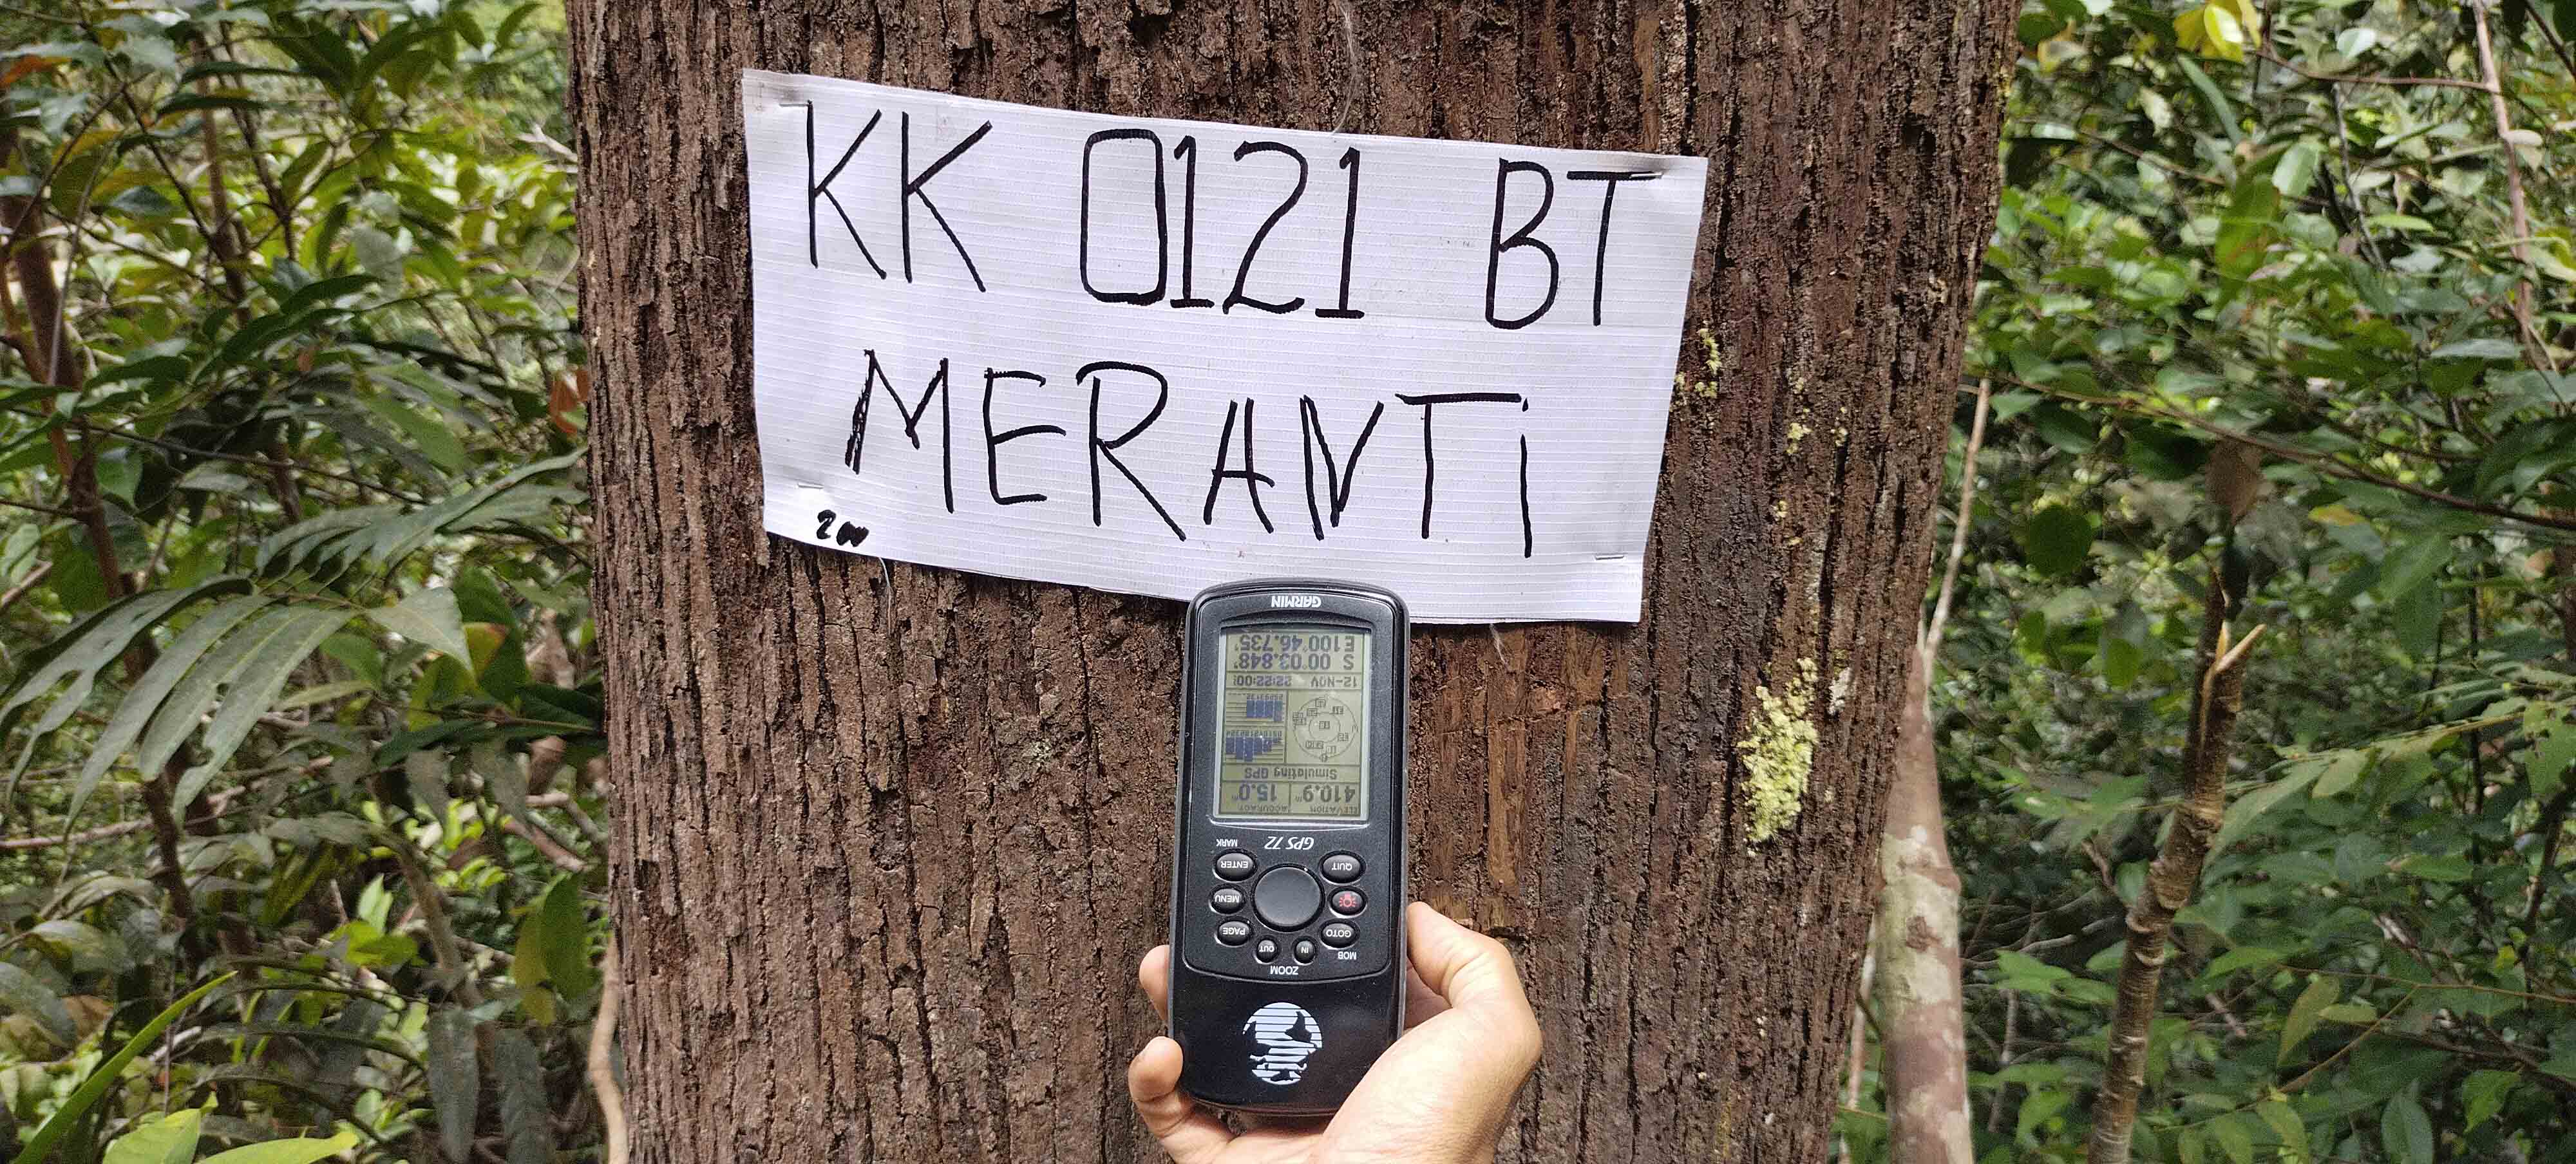 KK 0121 BT
MERANTi
200
GARMIN
E 100°46.735'
S 00°03.848'
12-NOV 22:22:00
Simulating GPS
410.9 15.0
ELEVATION ACCURACY
GPS 72
MARK
ENTER QUIT
MENU
PAGE GOTO
OUT IN
MOB
ZOOM